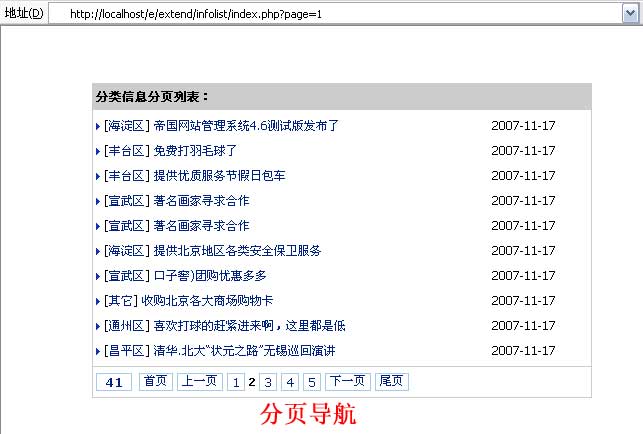 地址(D) http://localhost/e/extend/infolist/index.php?page=1
分类信息分页列表：
[海淀区] 帝国网站管理系统4.6测试版发布了 2007-11-17
[丰台区] 免费打羽毛球了 2007-11-17
[丰台区] 提供优质服务节假日包车 2007-11-17
[宣武区] 著名画家寻求合作 2007-11-17
[宣武区] 著名画家寻求合作 2007-11-17
[海淀区] 提供北京地区各类安全保卫服务 2007-11-17
[宣武区] 口子窖)团购优惠多多 2007-11-17
[其它] 收购北京各大商场购物卡 2007-11-17
[通州区] 喜欢打球的赶紧进来啊，这里都是低 2007-11-17
[昌平区] 清华.北大“状元之路”无锡巡回演讲 2007-11-17
41 首页 上一页 1 2 3 4 5 下一页 尾页
分页导航